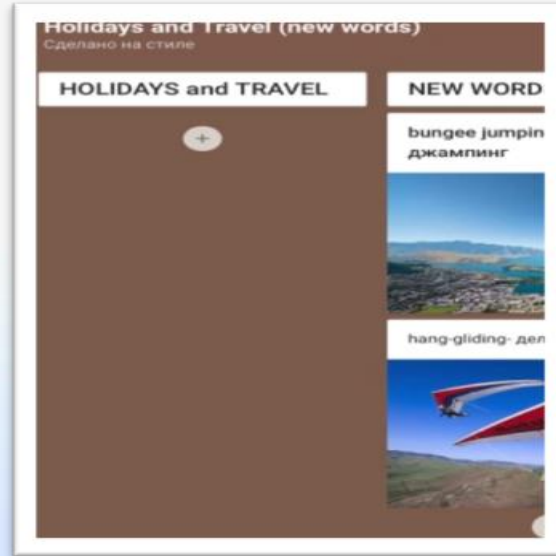 Holidays and Travel (new words)
Сделано на стиле
HOLIDAYS and TRAVEL
NEW WORD
bungee jumpin
джампинг
hang-gliding- дел